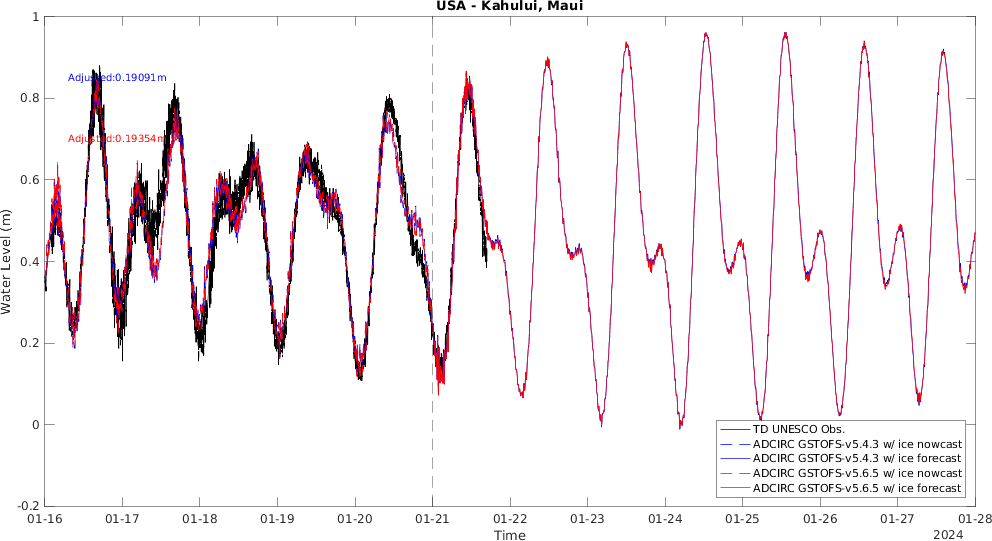 USA - Kahului, Maui
1
Adjusted:0.19091m
0.8
Adjusted:0.19354m
0.6
Water Level (m)
0.4
0.2
0
-0.2
TD UNESCO Obs.
ADCIRC GSTOFS-v5.4.3 w/ ice nowcast
ADCIRC GSTOFS-v5.4.3 w/ ice forecast
ADCIRC GSTOFS-v5.6.5 w/ ice nowcast
ADCIRC GSTOFS-v5.6.5 w/ ice forecast
01-16 01-17 01-18 01-19 01-20 01-21 01-22 01-23 01-24 01-25 01-26 01-27 01-28
Time
2024